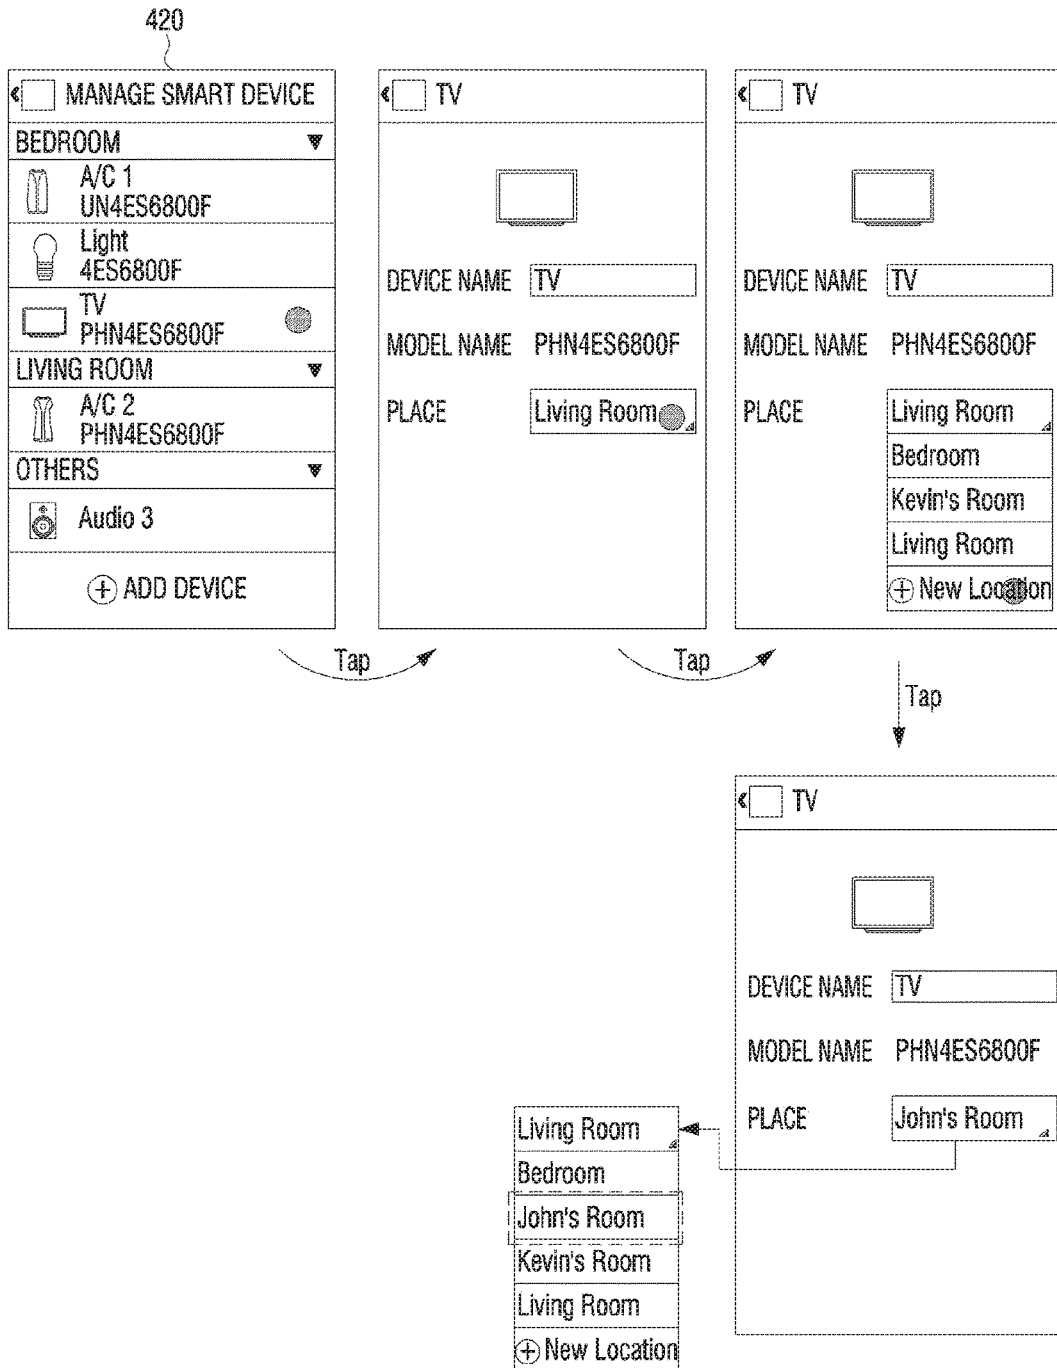 420
MANAGE SMART DEVICE
BEDROOM
A/C 1
UN4ES6800F
Light
4ES6800F
TV
PHN4ES6800F
LIVING ROOM
A/C 2
PHN4ES6800F
OTHERS
Audio 3
ADD DEVICE
TV
DEVICE NAME TV
MODEL NAME PHN4ES6800F
PLACE Living Room
TV
DEVICE NAME TV
MODEL NAME PHN4ES6800F
PLACE Living Room
Bedroom
Kevin's Room
Living Room
New Location
Tap
Tap
Tap
TV
DEVICE NAME TV
MODEL NAME PHN4ES6800F
PLACE John's Room
Living Room
Bedroom
John's Room
Kevin's Room
Living Room
New Location